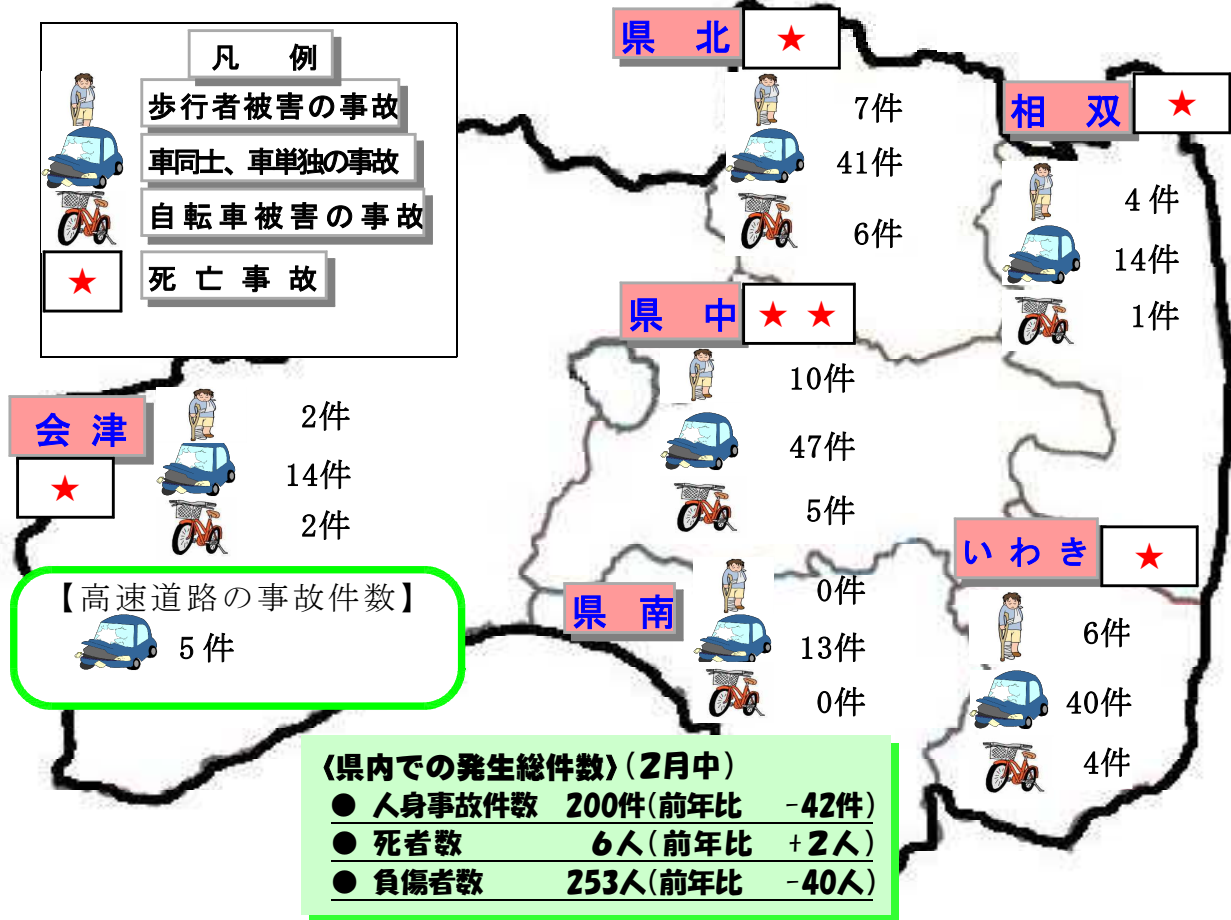 凡 例
歩行者被害の事故
車同士、車単独の事故
自転車被害の事故
死亡事故
県 北
7件
41件
6件
相 双
4件
14件
1件
県 中
10件
47件
5件
会 津
2件
14件
2件
いわき
6件
40件
4件
県 南
0件
13件
0件
【高速道路の事故件数】
5件
〈県内での発生総件数〉(2月中)
● 人身事故件数 200件(前年比 -42件)
● 死者数 6人(前年比 +2人)
● 負傷者数 253人(前年比 -40人)